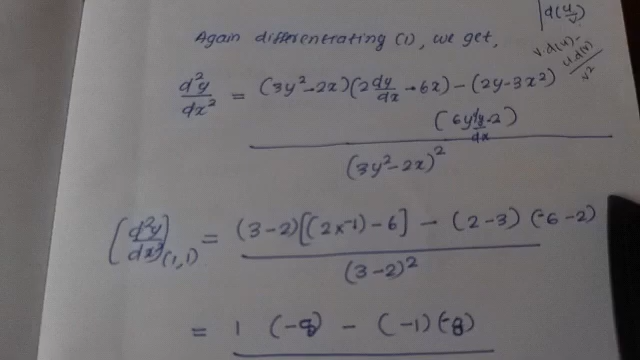 Again differentiating (1), we get,
d(u/v)
v.d(u)-u.d(v)/v²
d²y/dx² = (3y²-2x)(2dy/dx-6x)-(2y-3x²)(6ydy/dx-2)/(3y²-2x)²
[d²y/dx²](1,1) = (3-2)[(2x-1)-6] - (2-3)(-6-2)/(3-2)²
= 1 (-8) - (-1)(-8)